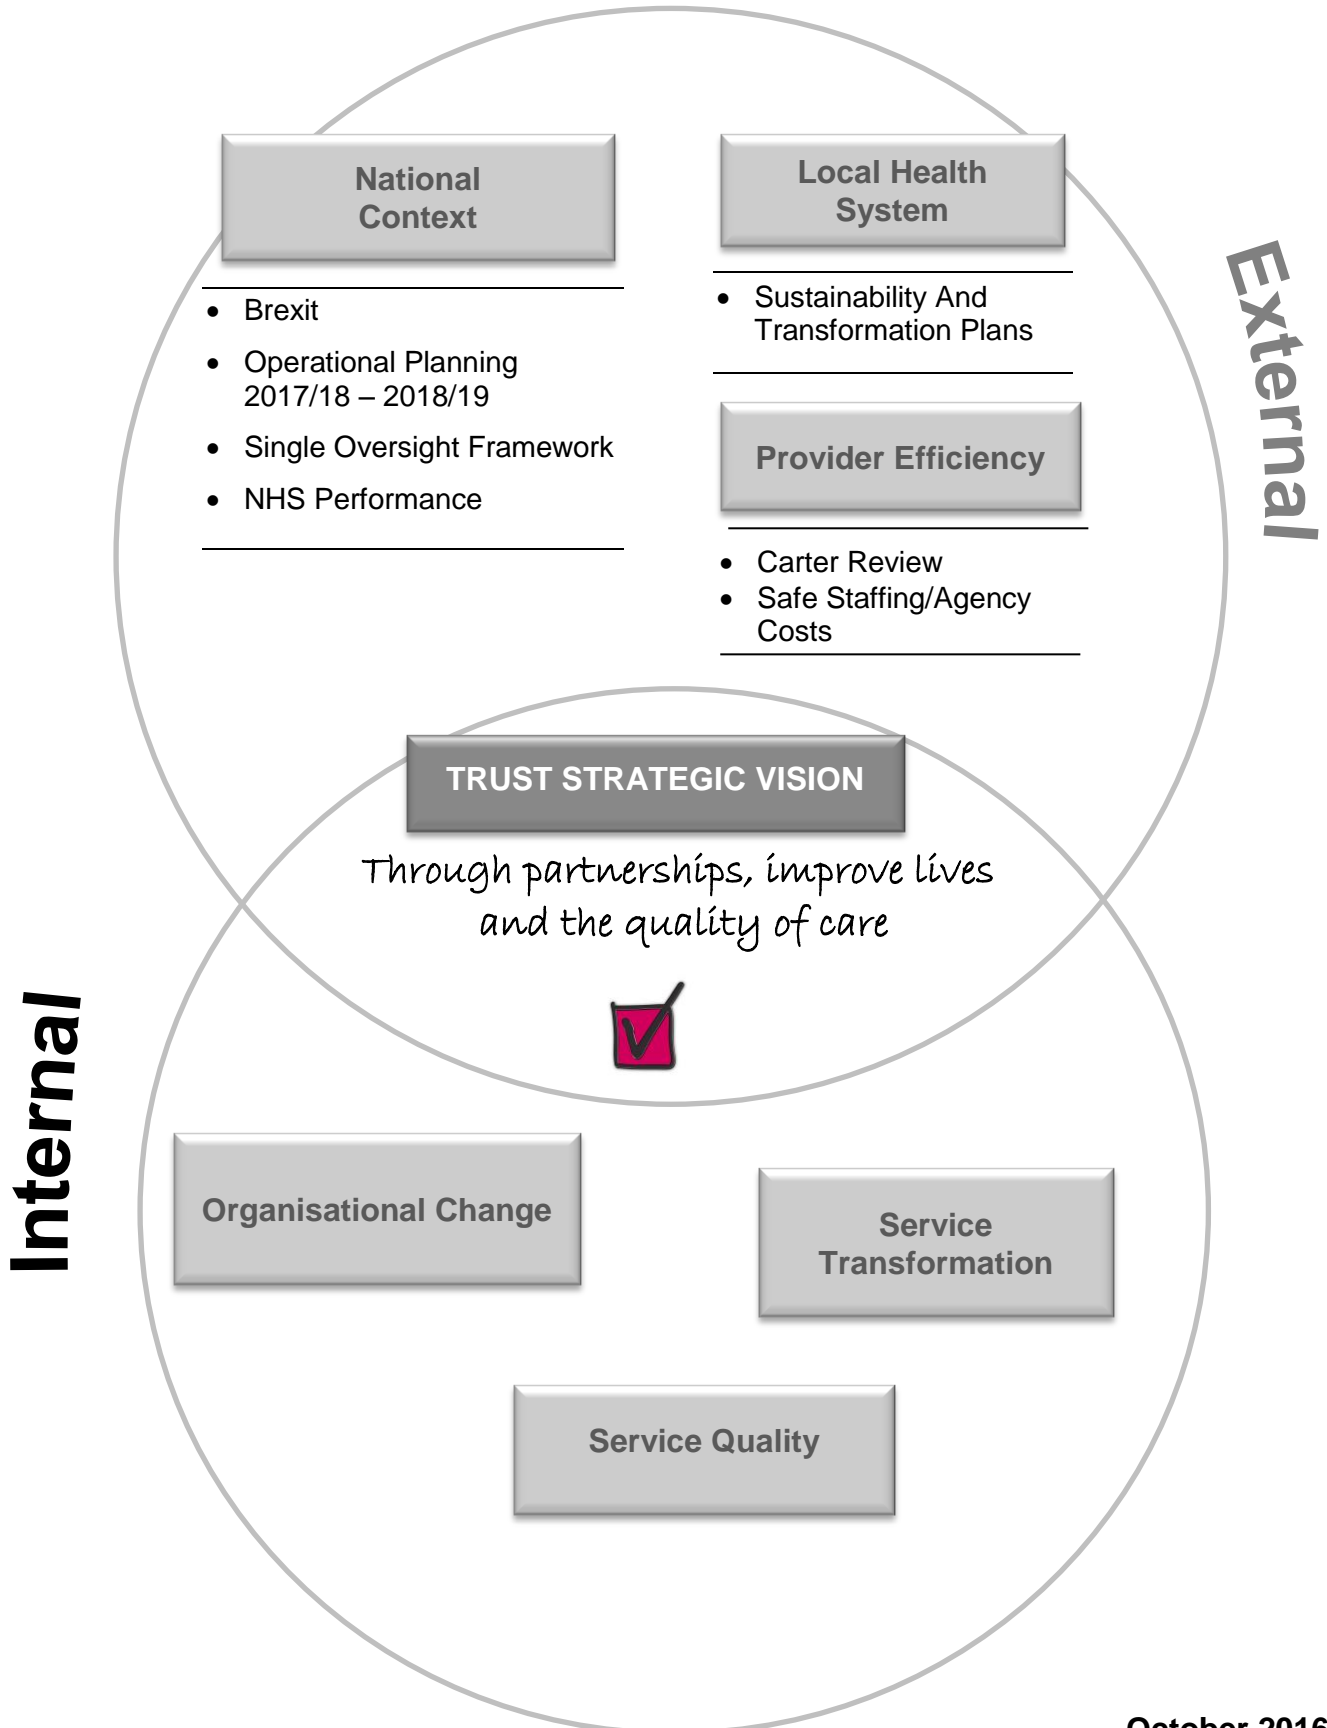 National
Context
• Brexit
• Operational Planning
2017/18 – 2018/19
• Single Oversight Framework
• NHS Performance
Local Health
System
• Sustainability And
Transformation Plans
Provider Efficiency
• Carter Review
• Safe Staffing/Agency
Costs
External
TRUST STRATEGIC VISION
Through partnerships, improve lives
and the quality of care
Internal
Organisational Change
Service
Transformation
Service Quality
October 2016